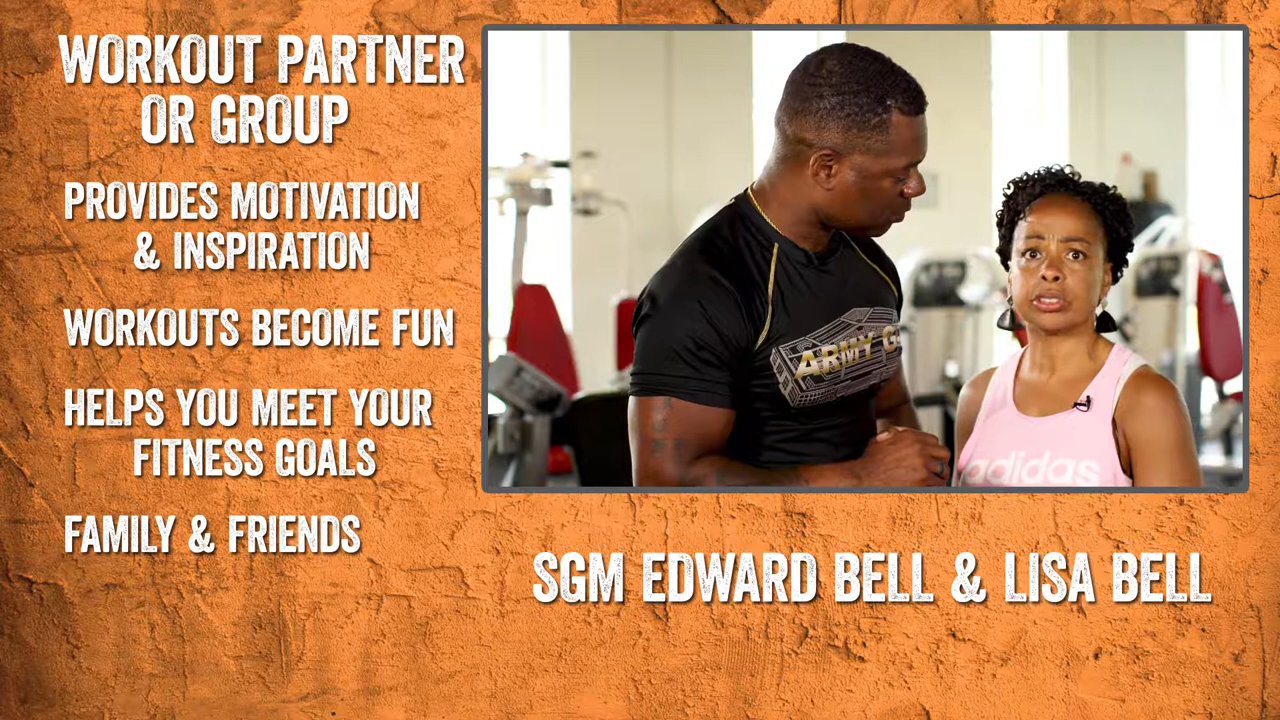 WORKOUT PARTNER
OR GROUP
PROVIDES MOTIVATION
& INSPIRATION
WORKOUTS BECOME FUN
HELPS YOU MEET YOUR
FITNESS GOALS
FAMILY & FRIENDS
ARMY G
adidas
SGM EDWARD BELL & LISA BELL